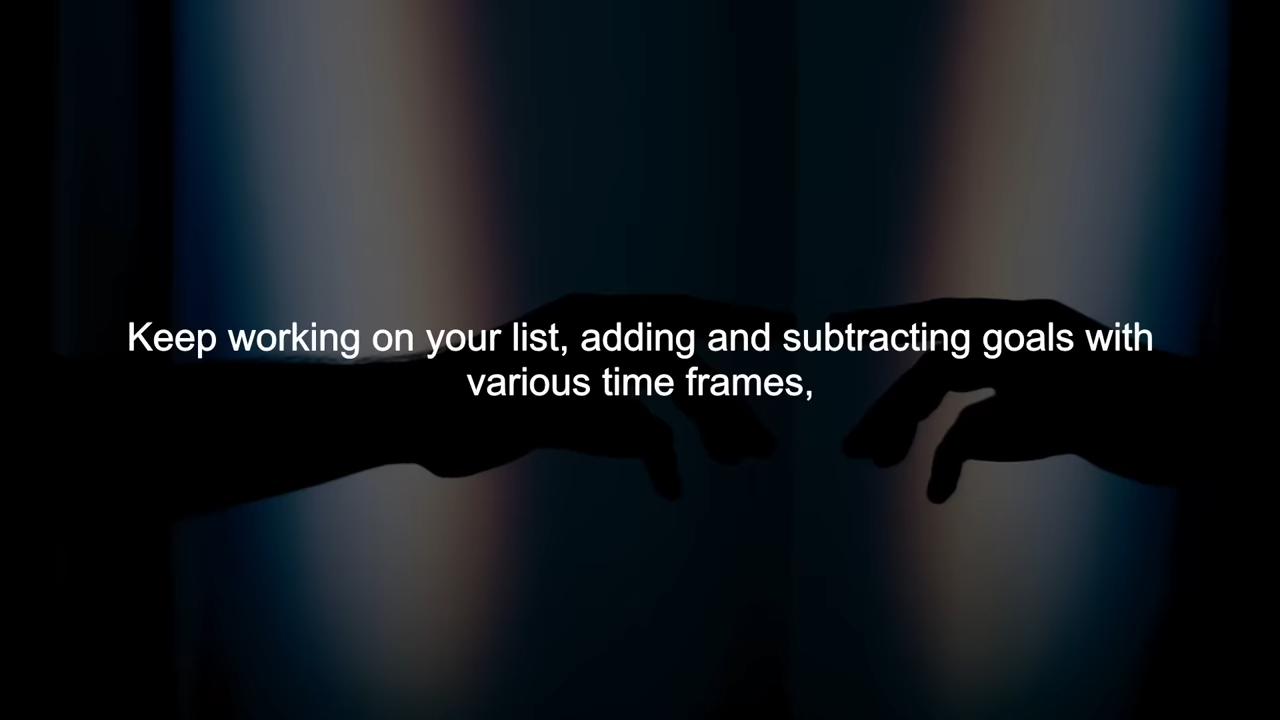 Keep working on your list, adding and subtracting goals with
various time frames,